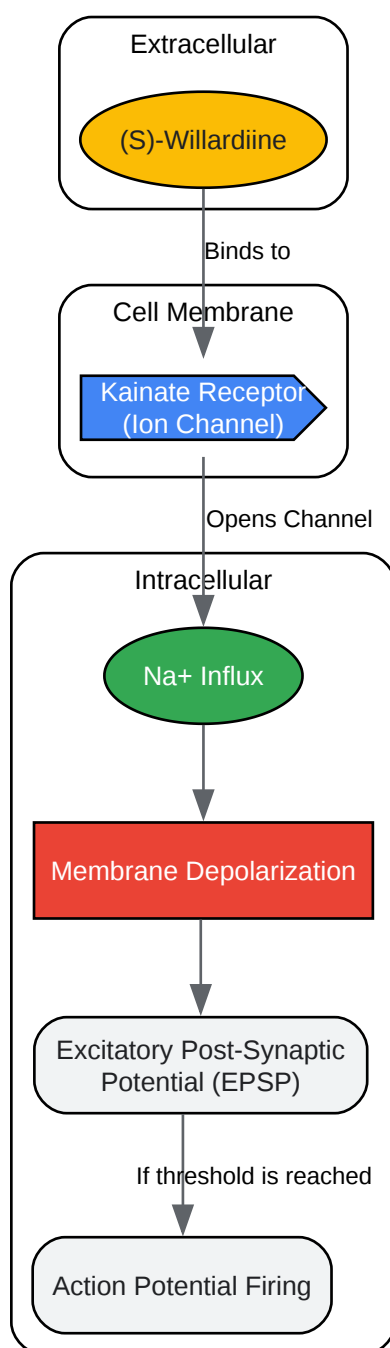 Extracellular
(S)-Willardiine
Binds to
Cell Membrane
Kainate Receptor
(Ion Channel)
Opens Channel
Intracellular
Na+ Influx
Membrane Depolarization
Excitatory Post-Synaptic
Potential (EPSP)
If threshold is reached
Action Potential Firing